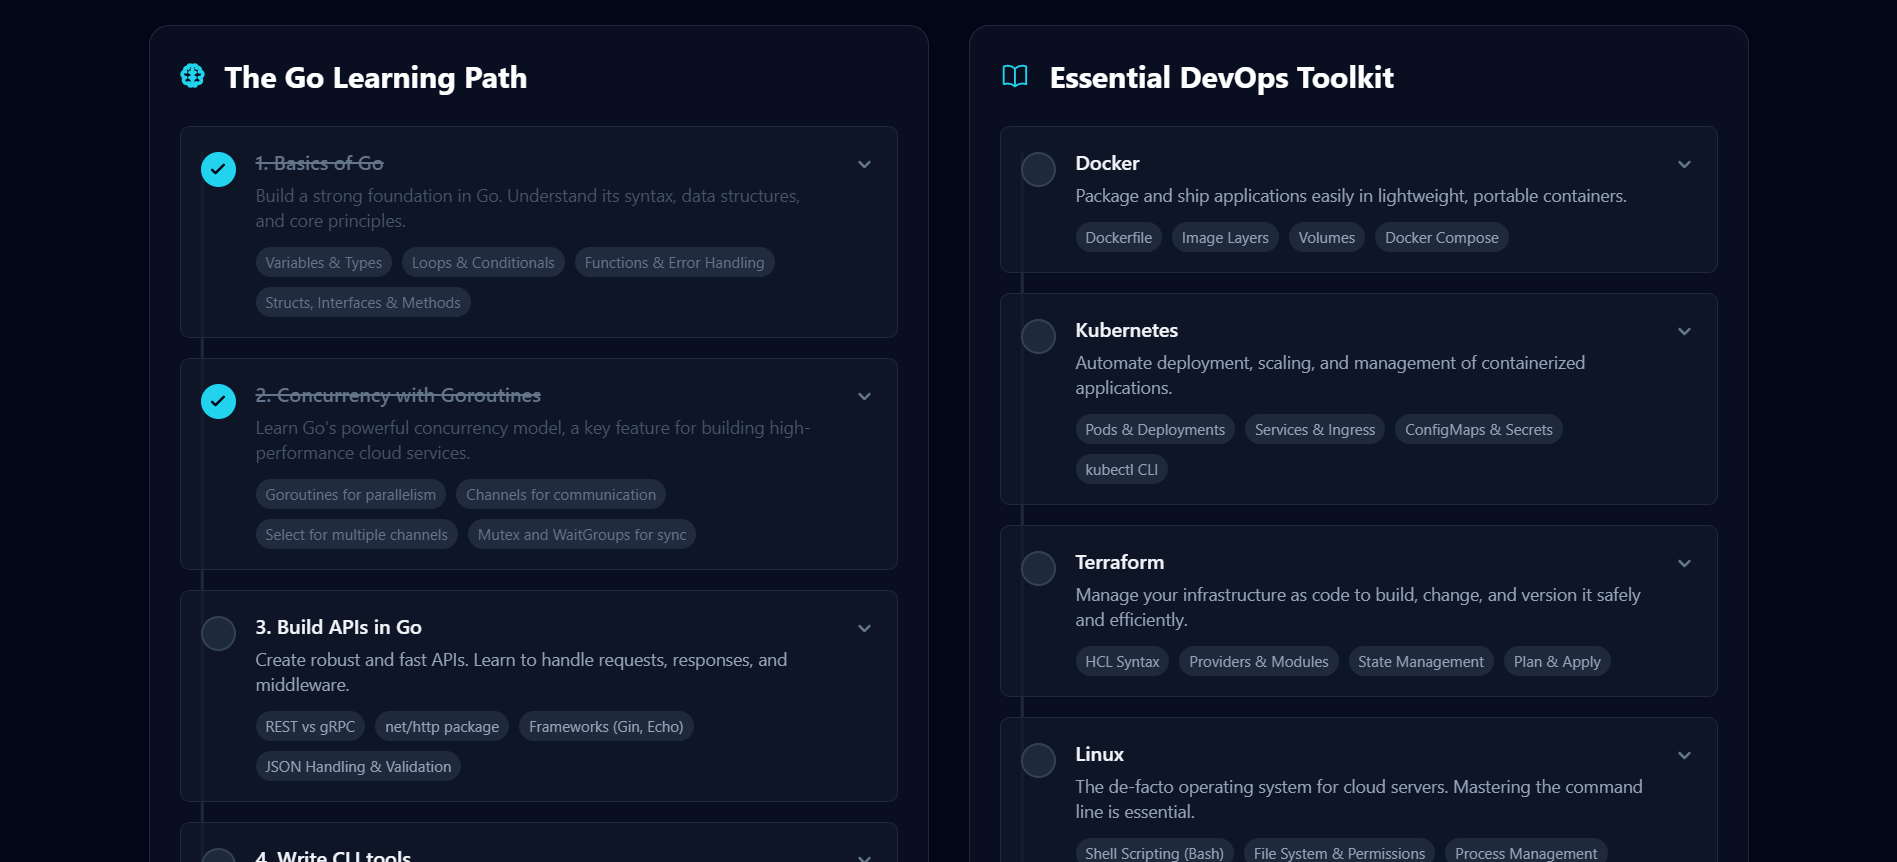 The Go Learning Path
1. Basics of Go
Build a strong foundation in Go. Understand its syntax, data structures,
and core principles.
Variables & Types
Loops & Conditionals
Functions & Error Handling
Structs, Interfaces & Methods
2. Concurrency with Goroutines
Learn Go's powerful concurrency model, a key feature for building high-
performance cloud services.
Goroutines for parallelism
Channels for communication
Select for multiple channels
Mutex and WaitGroups for sync
3. Build APIs in Go
Create robust and fast APIs. Learn to handle requests, responses, and
middleware.
REST vs gRPC
net/http package
Frameworks (Gin, Echo)
JSON Handling & Validation
4. Write CLI tools
Essential DevOps Toolkit
Docker
Package and ship applications easily in lightweight, portable containers.
Dockerfile
Image Layers
Volumes
Docker Compose
Kubernetes
Automate deployment, scaling, and management of containerized
applications.
Pods & Deployments
Services & Ingress
ConfigMaps & Secrets
kubectl CLI
Terraform
Manage your infrastructure as code to build, change, and version it safely
and efficiently.
HCL Syntax
Providers & Modules
State Management
Plan & Apply
Linux
The de-facto operating system for cloud servers. Mastering the command
line is essential.
Shell Scripting (Bash)
File System & Permissions
Process Management